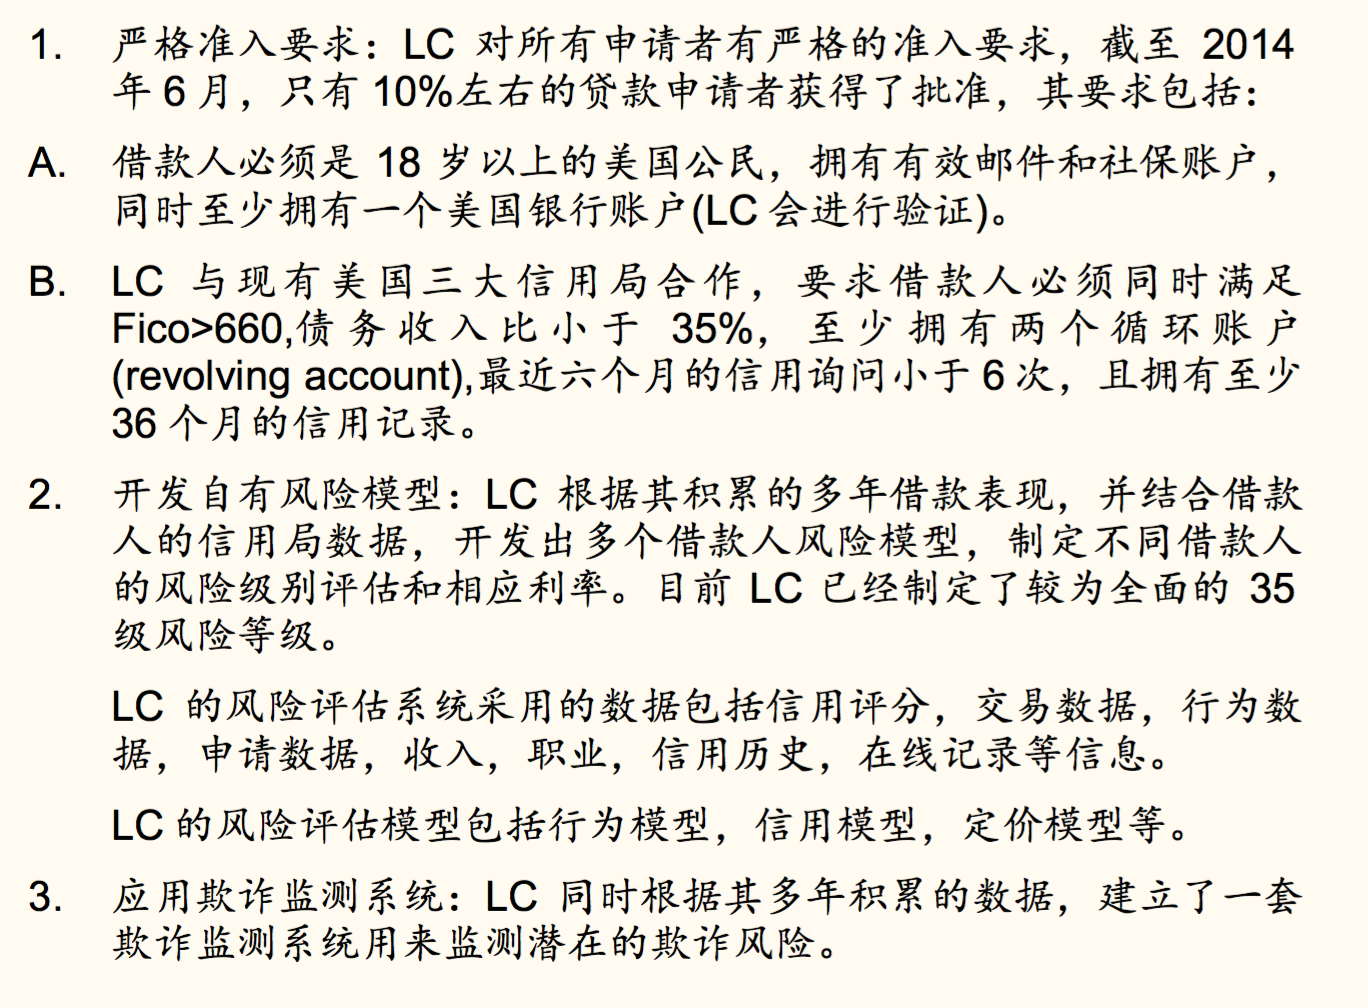 1. 严格准入要求：LC 对所有申请者有严格的准入要求，截至 2014
年 6 月，只有 10%左右的贷款申请者获得了批准，其要求包括：
A. 借款人必须是 18 岁以上的美国公民，拥有有效邮件和社保账户，
同时至少拥有一个美国银行账户(LC 会进行验证)。
B. LC 与现有美国三大信用局合作，要求借款人必须同时满足
Fico>660,债务收入比小于 35%，至少拥有两个循环账户
(revolving account),最近六个月的信用询问小于 6 次，且拥有至少
36 个月的信用记录。
2. 开发自有风险模型：LC 根据其积累的多年借款表现，并结合借款
人的信用局数据，开发出多个借款人风险模型，制定不同借款人
的风险级别评估和相应利率。目前 LC 已经制定了较为全面的 35
级风险等级。
LC 的风险评估系统采用的数据包括信用评分，交易数据，行为数
据，申请数据，收入，职业，信用历史，在线记录等信息。
LC 的风险评估模型包括行为模型，信用模型，定价模型等。
3. 应用欺诈监测系统：LC 同时根据其多年积累的数据，建立了一套
欺诈监测系统用来监测潜在的欺诈风险。